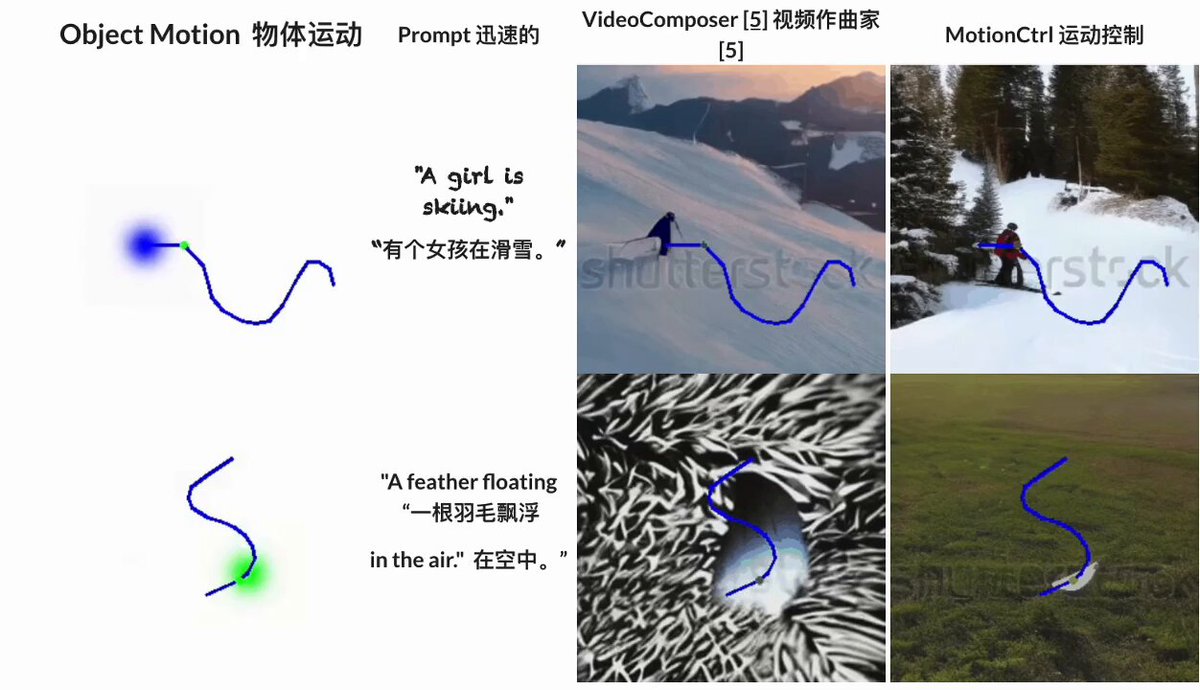 Object Motion 物体运动
Prompt 迅速的
VideoComposer [5] 视频作曲家
[5]
MotionCtrl 运动控制
"A girl is
skiing."
“有个女孩在滑雪。”
shutterstock
erstock
"A feather floating
“一根羽毛飘浮
in the air." 在空中。”
shutterstock